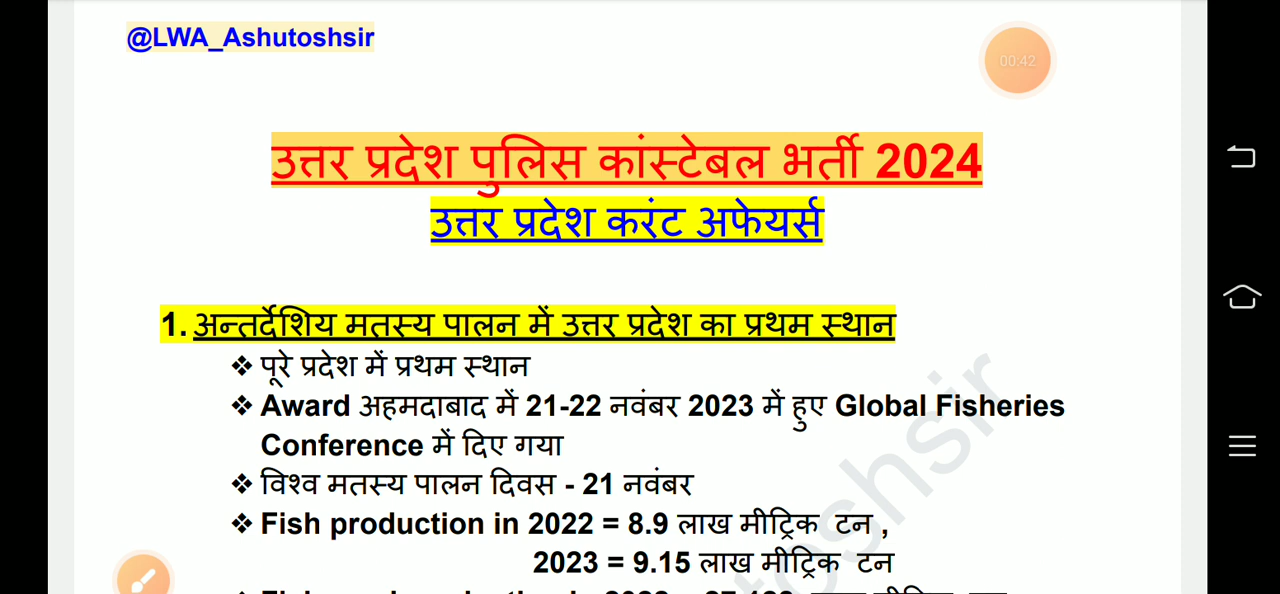 @LWA_Ashutoshsir
00:42
उत्तर प्रदेश पुलिस कांस्टेबल भर्ती 2024
उत्तर प्रदेश करंट अफेयर्स
1. अन्तर्देशिय मतस्य पालन में उत्तर प्रदेश का प्रथम स्थान
❖ पूरे प्रदेश में प्रथम स्थान
❖ Award अहमदाबाद में 21-22 नवंबर 2023 में हुए Global Fisheries
Conference में दिए गया
❖ विश्व मतस्य पालन दिवस - 21 नवंबर
❖ Fish production in 2022 = 8.9 लाख मीट्रिक टन ,
2023 = 9.15 लाख मीट्रिक टन